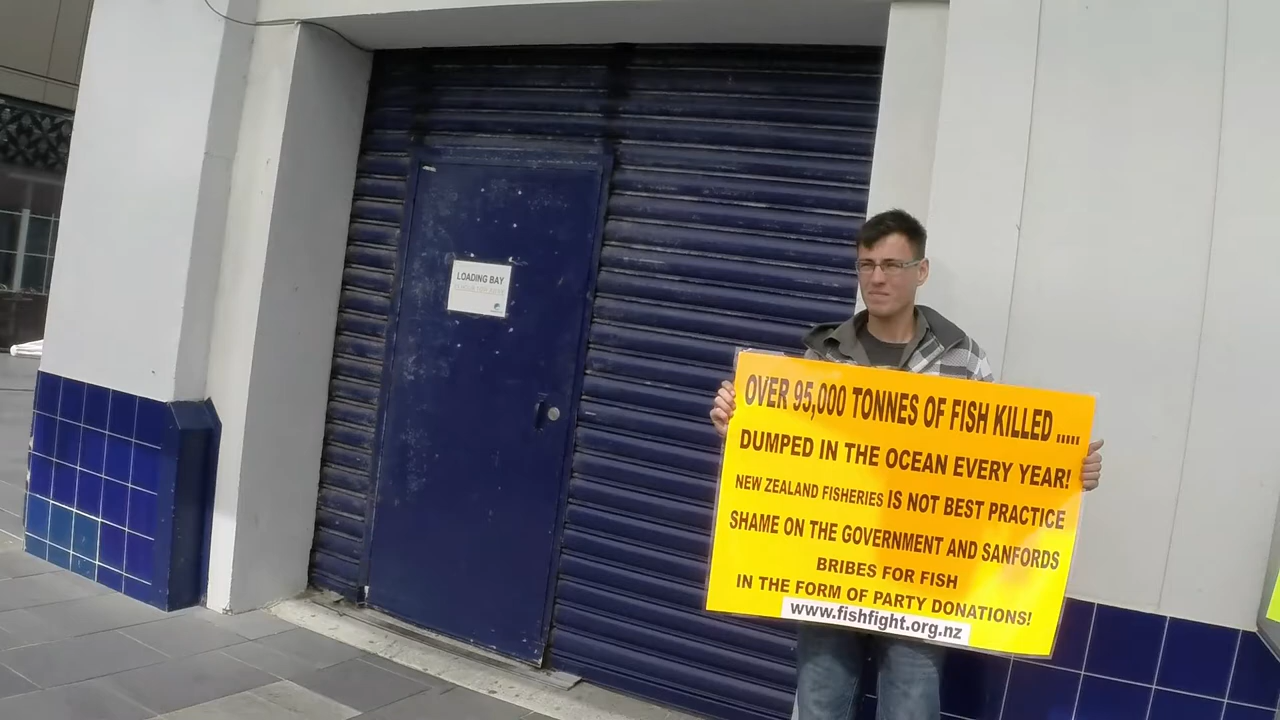 LOADING BAY
OVER 95,000 TONNES OF FISH KILLED .....
DUMPED IN THE OCEAN EVERY YEAR!
NEW ZEALAND FISHERIES IS NOT BEST PRACTICE
SHAME ON THE GOVERNMENT AND SANFORDS
BRIBES FOR FISH
IN THE FORM OF PARTY DONATIONS!
www.fishfight.org.nz